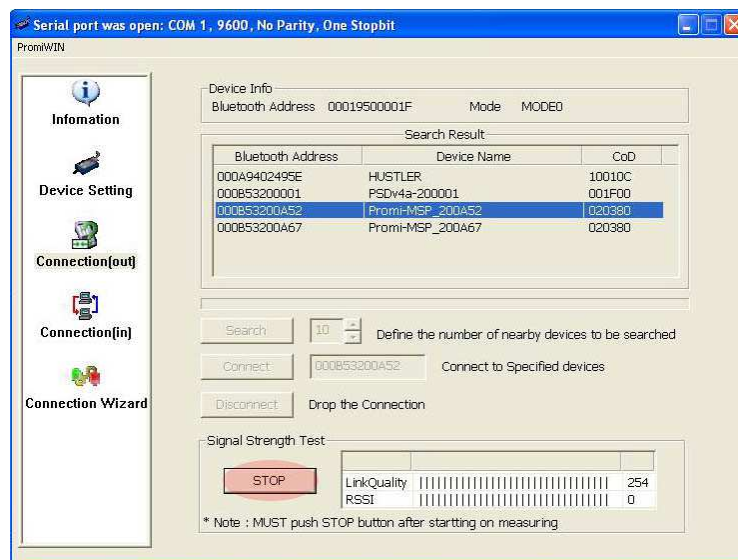 Serial port was open: COM 1, 9600, No Parity, One Stopbit
PromiWIN
Infomation
Device Setting
Connection(out)
Connection(in)
Connection Wizard
Device Info
Bluetooth Address 00019500001F Mode MODE0
Search Result
Bluetooth Address Device Name CoD
000A9402495E HUSTLER 10010C
000B53200001 PSDv4a-200001 001F00
000B53200A52 Promi-MSP_200A52 020380
000B53200A67 Promi-MSP_200A67 020380
Search 10 Define the number of nearby devices to be searched
Connect 000B53200A52 Connect to Specified devices
Disconnect Drop the Connection
Signal Strength Test
STOP
LinkQuality 254
RSSI 0
* Note : MUST push STOP button after startting on measuring